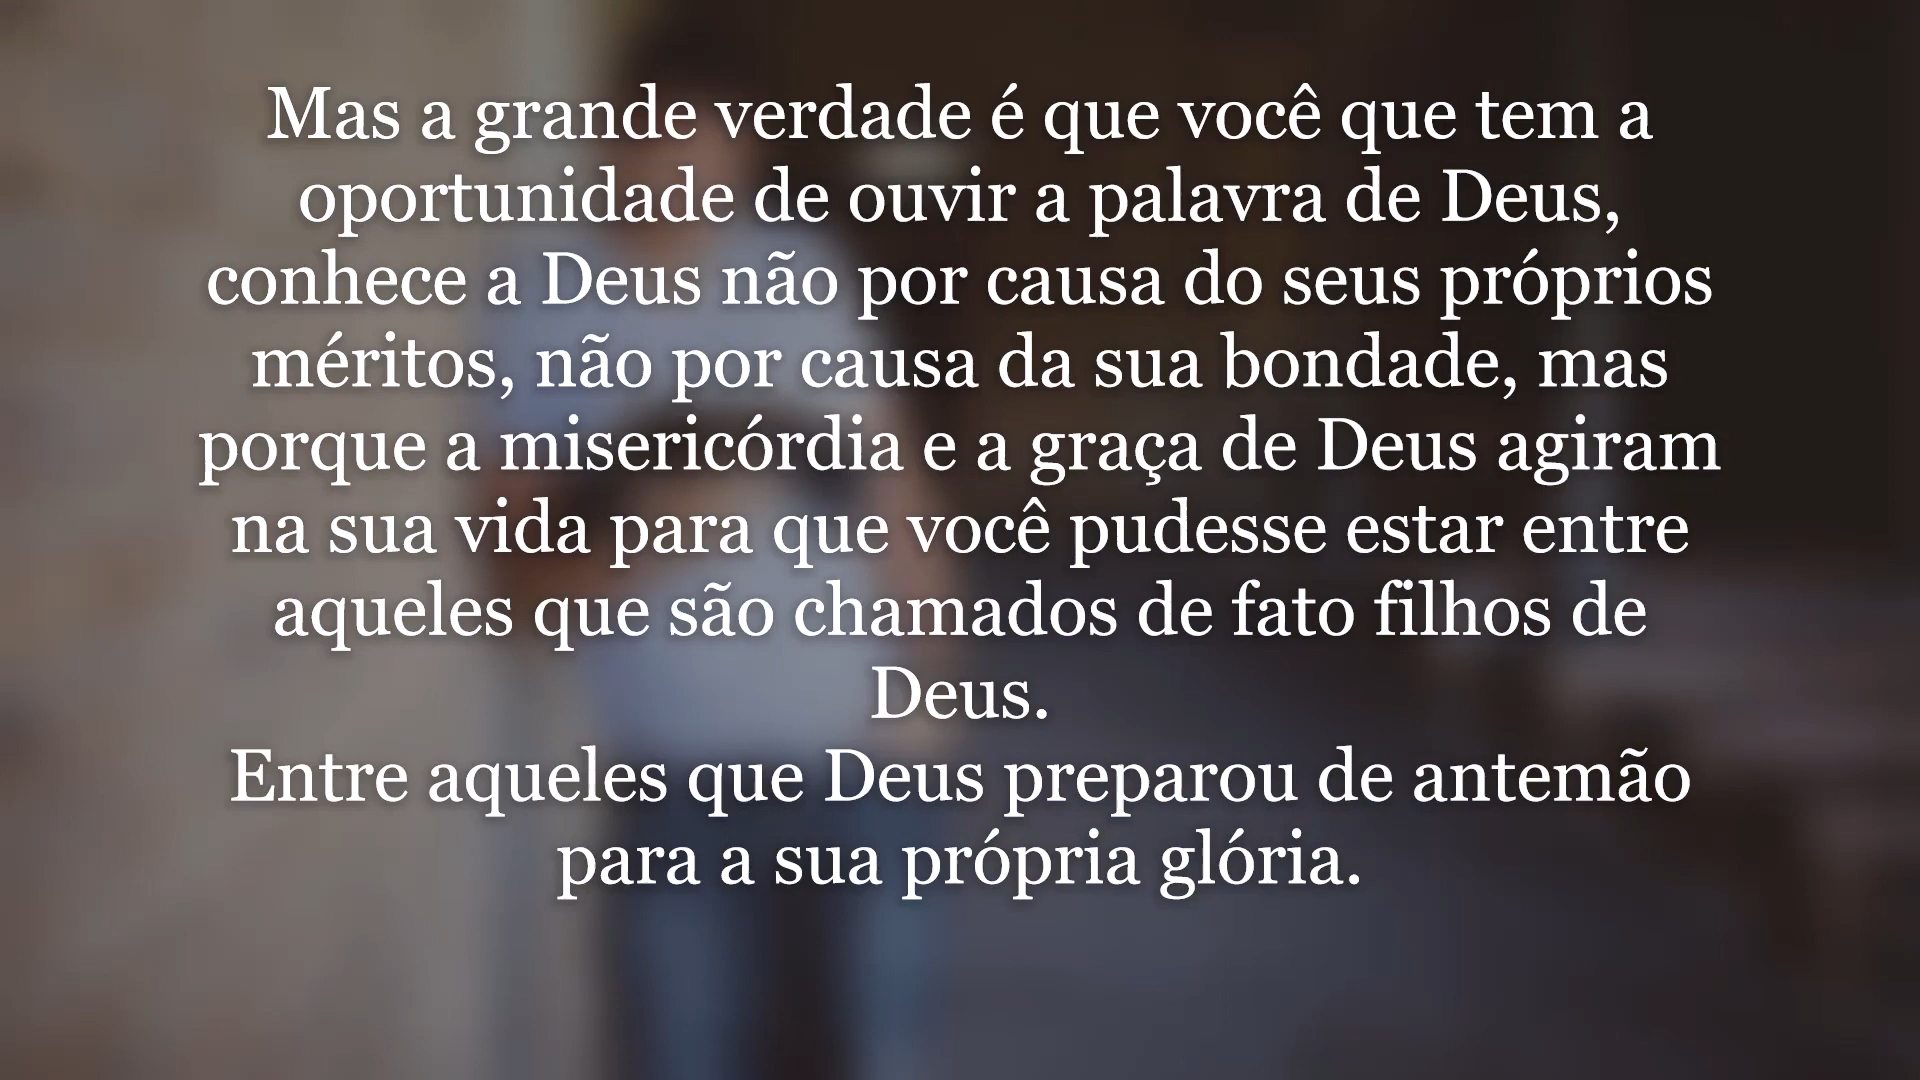 Mas a grande verdade é que você que tem a
oportunidade de ouvir a palavra de Deus,
conhece a Deus não por causa do seus próprios
méritos, não por causa da sua bondade, mas
porque a misericórdia e a graça de Deus agiram
na sua vida para que você pudesse estar entre
aqueles que são chamados de fato filhos de
Deus.
Entre aqueles que Deus preparou de antemão
para a sua própria glória.